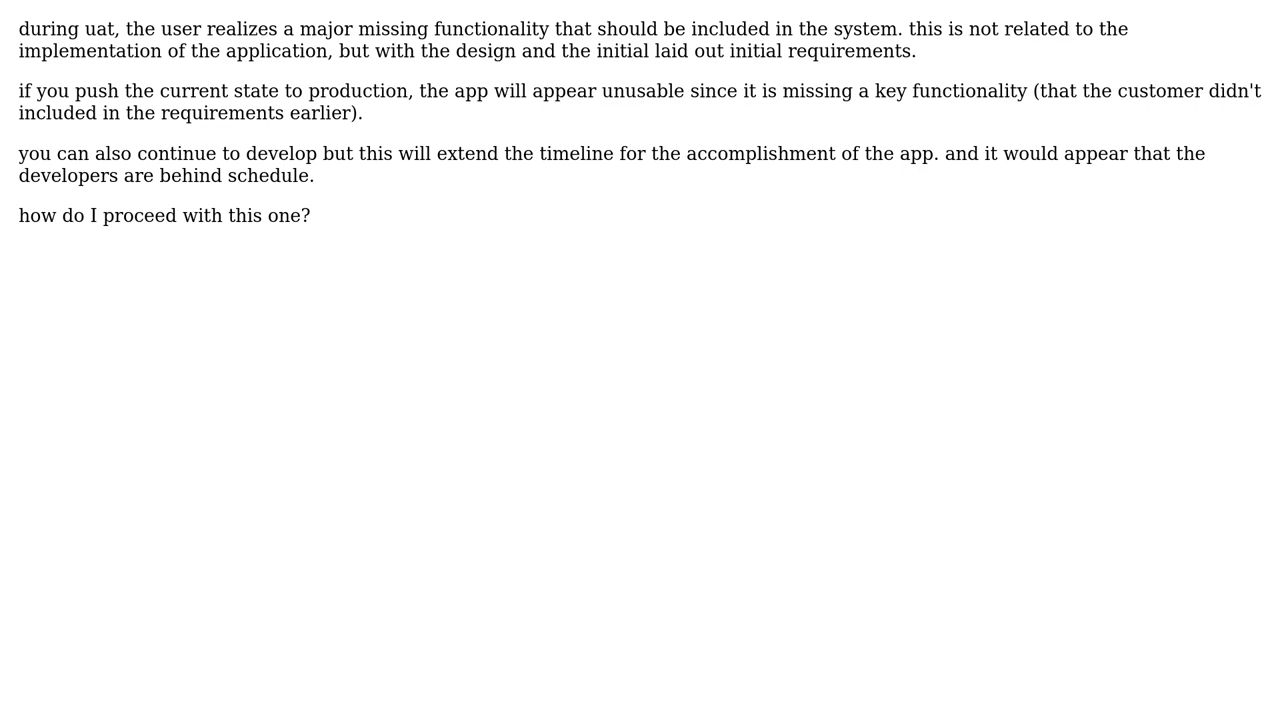 during uat, the user realizes a major missing functionality that should be included in the system. this is not related to the
implementation of the application, but with the design and the initial laid out initial requirements.
if you push the current state to production, the app will appear unusable since it is missing a key functionality (that the customer didn't
included in the requirements earlier).
you can also continue to develop but this will extend the timeline for the accomplishment of the app. and it would appear that the
developers are behind schedule.
how do I proceed with this one?